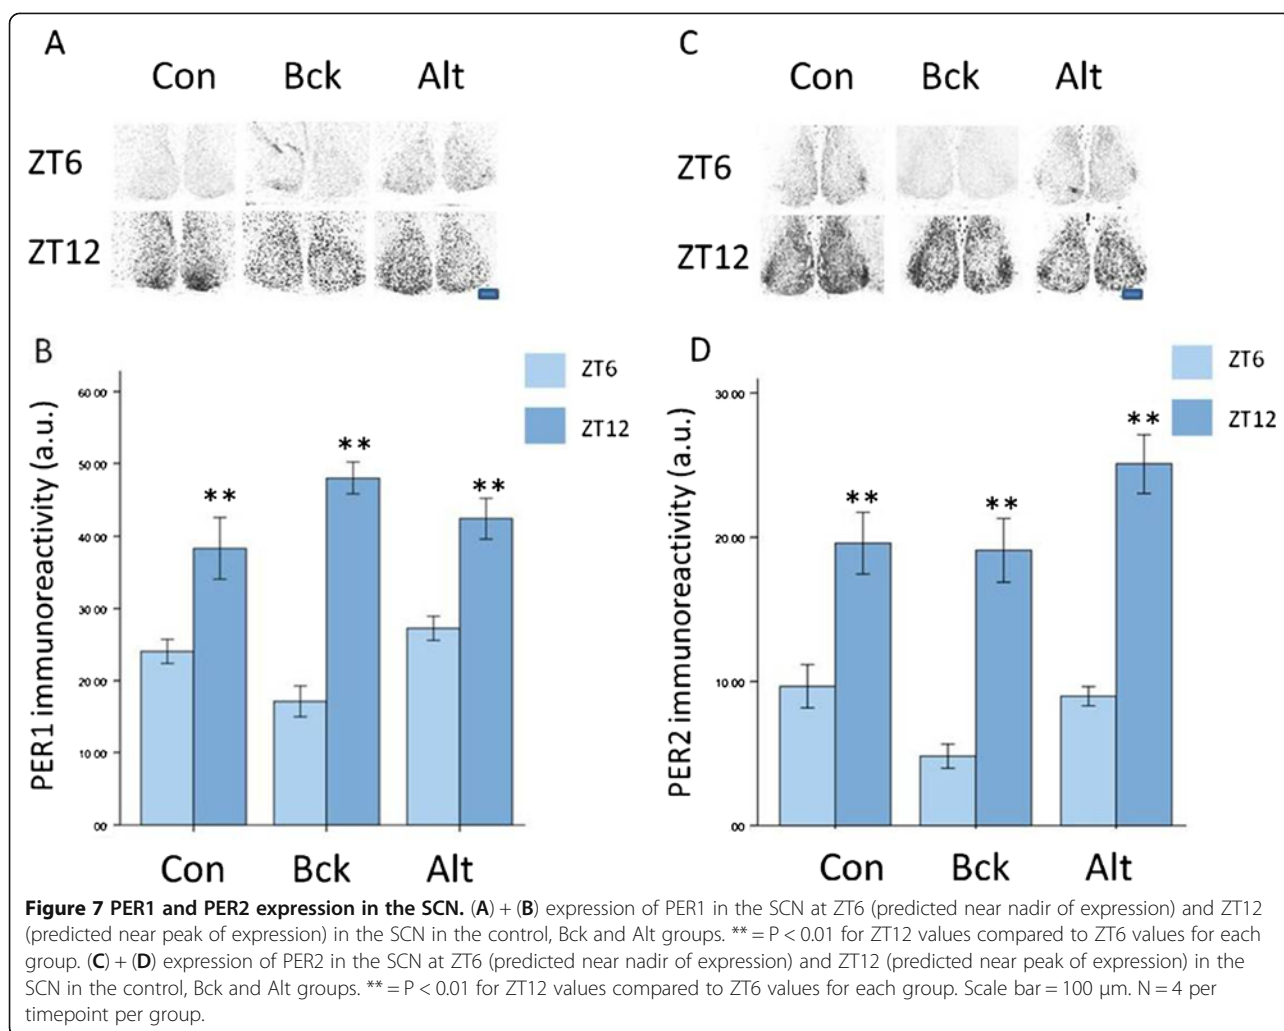 A
Con Bck Alt
ZT6
ZT12
C
Con Bck Alt
ZT6
ZT12
B
ZT6
ZT12
PER1 immunoreactivity (a.u.)
60 00
50 00
40 00
30 00
20 00
10 00
00
** ** **
Con Bck Alt
D
ZT6
ZT12
PER2 immunoreactivity (a.u.)
30 00
20 00
10 00
00
** ** **
Con Bck Alt
Figure 7 PER1 and PER2 expression in the SCN. (A) + (B) expression of PER1 in the SCN at ZT6 (predicted near nadir of expression) and ZT12
(predicted near peak of expression) in the SCN in the control, Bck and Alt groups. ** = P < 0.01 for ZT12 values compared to ZT6 values for each
group. (C) + (D) expression of PER2 in the SCN at ZT6 (predicted near nadir of expression) and ZT12 (predicted near peak of expression) in the
SCN in the control, Bck and Alt groups. ** = P < 0.01 for ZT12 values compared to ZT6 values for each group. Scale bar = 100 μm. N = 4 per
timepoint per group.